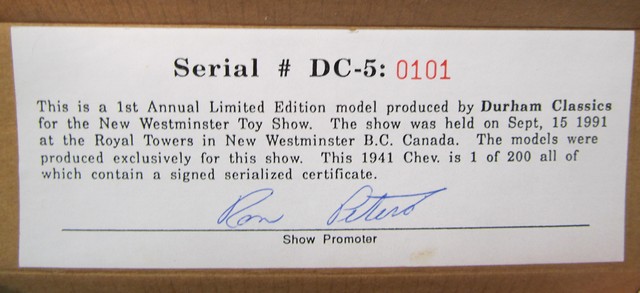 Serial # DC-5: 0101
This is a 1st Annual Limited Edition model produced by Durham Classics
for the New Westminster Toy Show. The show was held on Sept, 15 1991
at the Royal Towers in New Westminster B.C. Canada. The models were
produced exclusively for this show. This 1941 Chev. is 1 of 200 all of
which contain a signed serialized certificate.
Ron Peters
Show Promoter